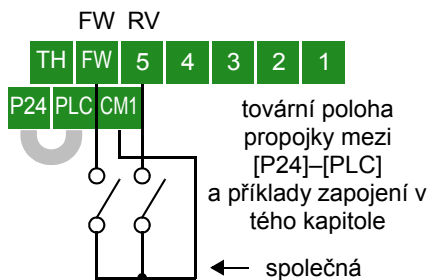 FW RV
TH FW 5 4 3 2 1
P24 PLC CM1
tovární poloha
propojky mezi
[P24]–[PLC]
a příklady zapojení v
tého kapitole
společná